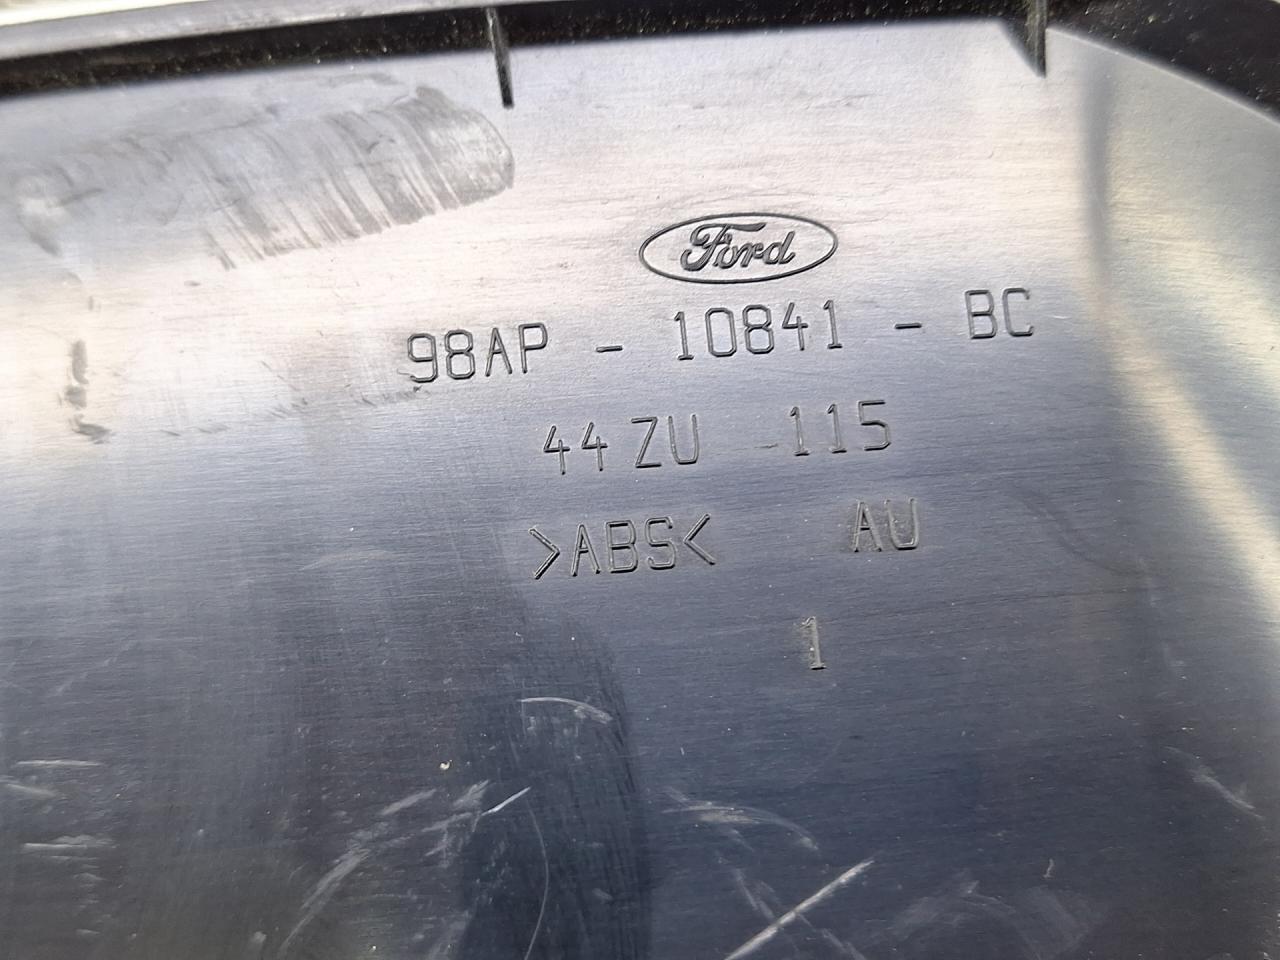 Ford
98AP - 10841 - BC
44 ZU 115
>ABS< AU
1